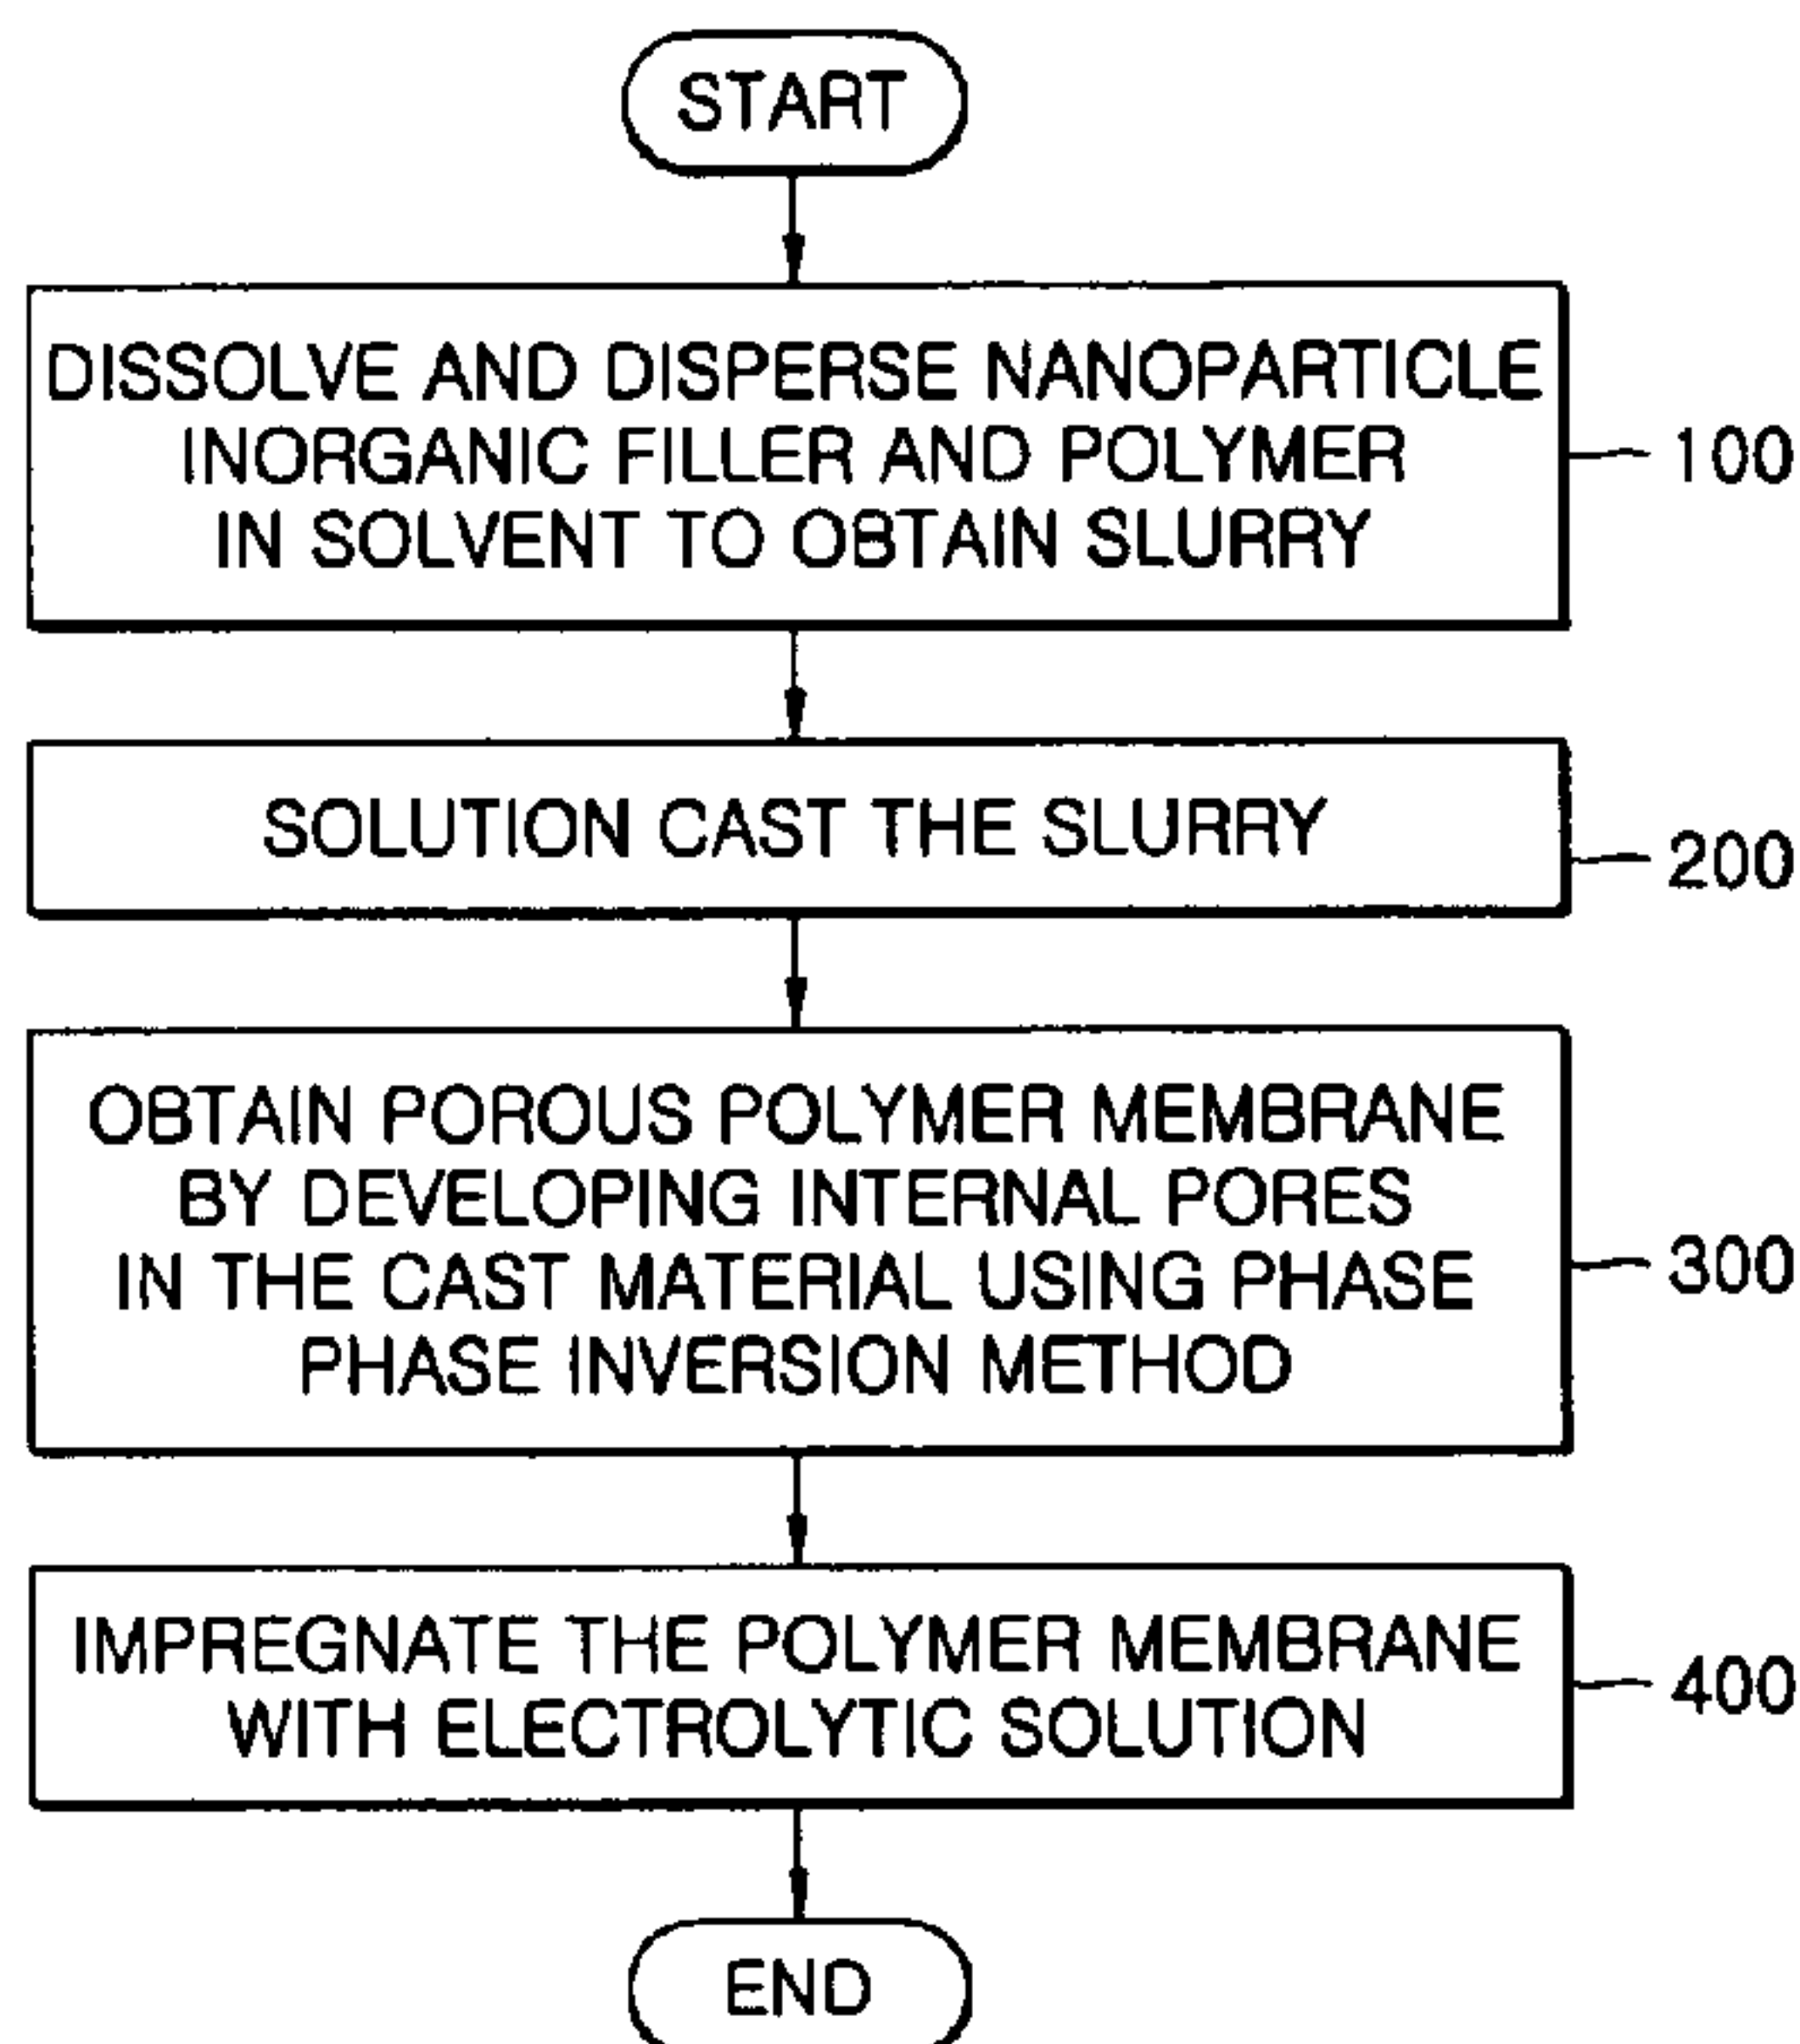 START
DISSOLVE AND DISPERSE NANOPARTICLE
INORGANIC FILLER AND POLYMER
IN SOLVENT TO OBTAIN SLURRY
100
SOLUTION CAST THE SLURRY
200
OBTAIN POROUS POLYMER MEMBRANE
BY DEVELOPING INTERNAL PORES
IN THE CAST MATERIAL USING PHASE
PHASE INVERSION METHOD
300
IMPREGNATE THE POLYMER MEMBRANE
WITH ELECTROLYTIC SOLUTION
400
END